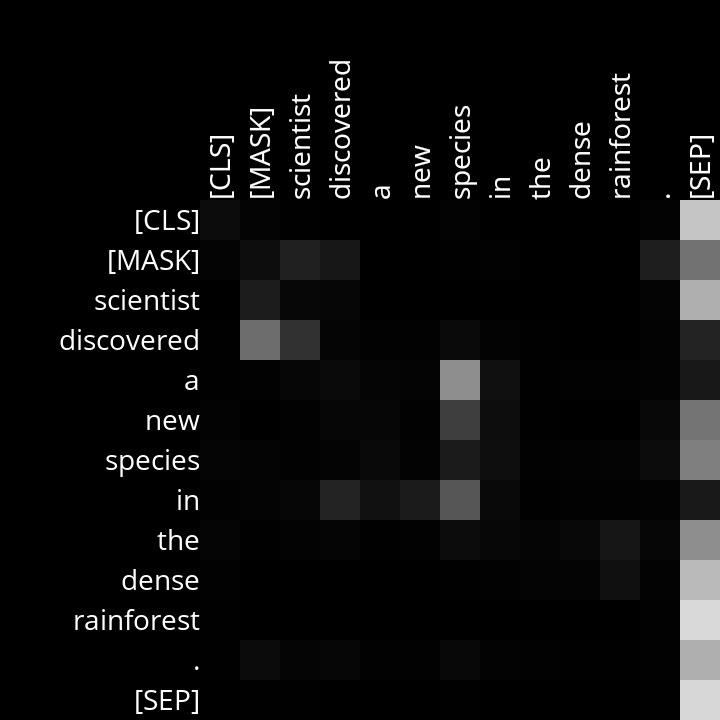 [CLS]
[MASK]
scientist
discovered
a
new
species
in
the
dense
rainforest
.
[SEP]
[CLS]
[MASK]
scientist
discovered
a
new
species
in
the
dense
rainforest
.
[SEP]